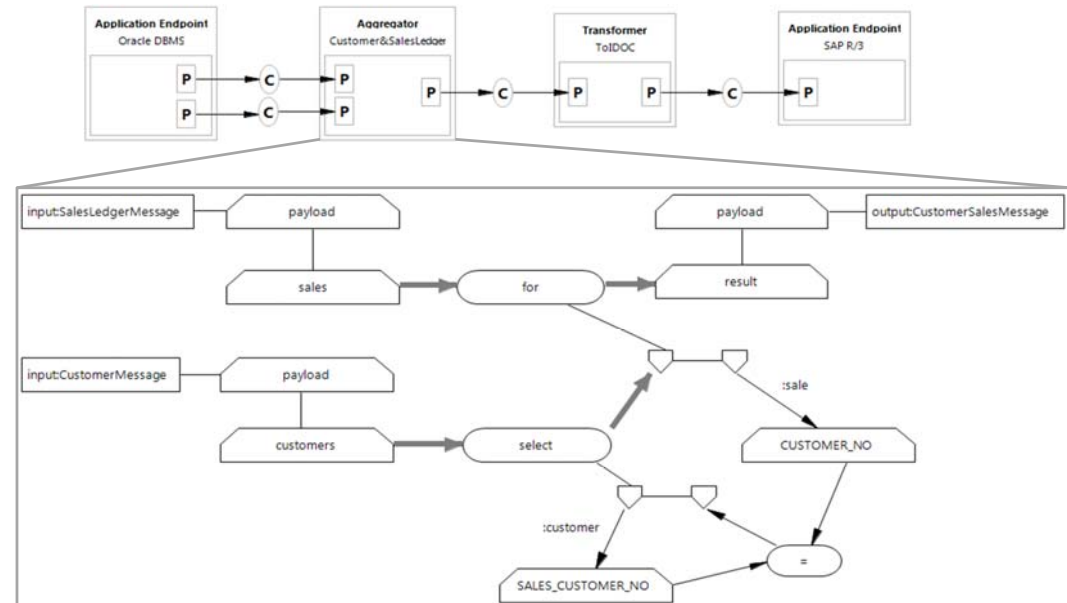 Application Endpoint
Oracle DBMS
P
C
P
P
C
P
Aggregator
Customer&SalesLedger
P
C
Transformer
ToIDOC
P
P
C
Application Endpoint
SAP R/3
P
input:SalesLedgerMessage
payload
payload
output:CustomerSalesMessage
sales
for
result
input:CustomerMessage
payload
:sale
customers
select
CUSTOMER_NO
:customer
=
SALES_CUSTOMER_NO